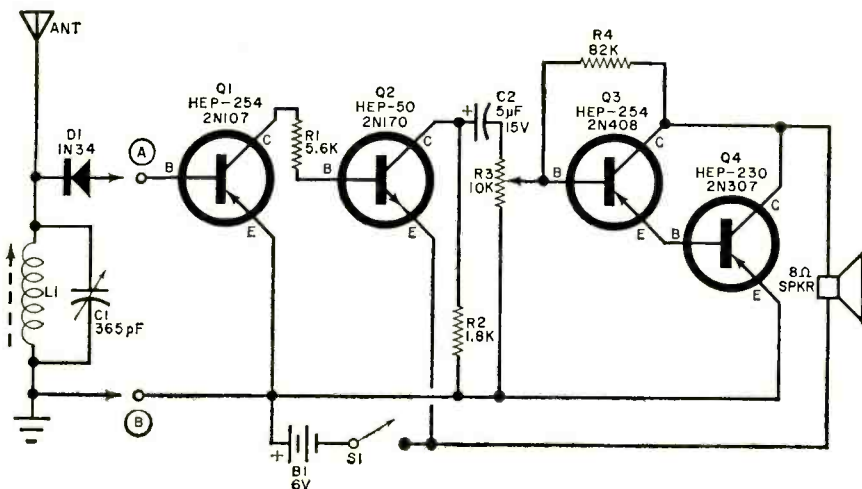 ANT
D1
1N34
A
Q1
HEP-254
2N107
B
C
E
R1
5.6K
Q2
HEP-50
2N170
B
C
E
+
C2
5µF
15V
R3
10K
R4
82K
Q3
HEP-254
2N408
B
C
E
Q4
HEP-230
2N307
B
C
E
8Ω
SPKR
L1
C1
365pF
R2
1.8K
B
+
B1
6V
S1